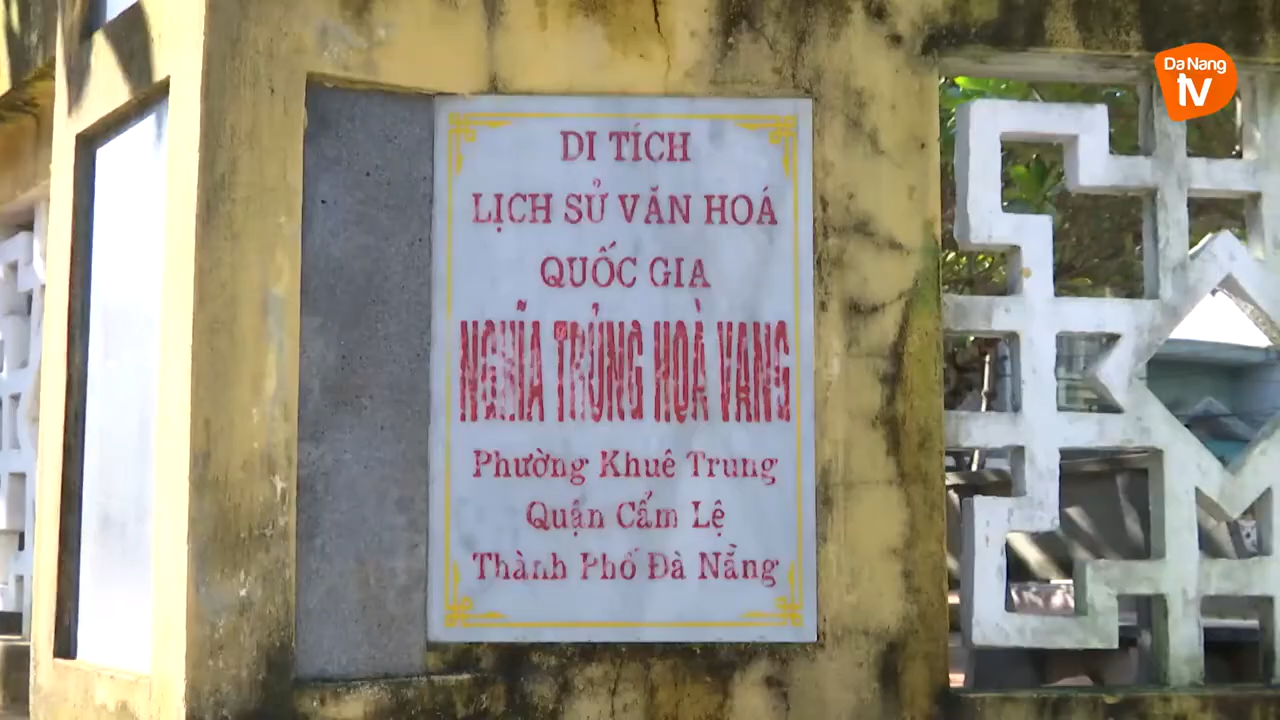 Da Nang
tv
DI TÍCH
LỊCH SỬ VĂN HOÁ
QUỐC GIA
NGHĨA TRỦNG HOÀ VANG
Phường Khuê Trung
Quận Cẩm Lệ
Thành Phố Đà Nẵng